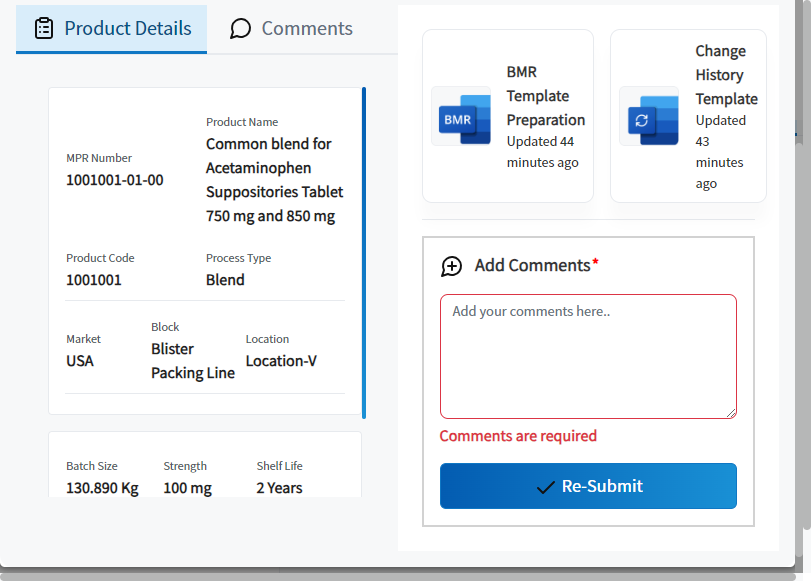 Product Details
Comments
MPR Number
1001001-01-00
Product Name
Common blend for
Acetaminophen
Suppositories Tablet
750 mg and 850 mg
Product Code
1001001
Process Type
Blend
Market
USA
Block
Blister
Packing Line
Location
Location-V
Batch Size
130.890 Kg
Strength
100 mg
Shelf Life
2 Years
BMR
BMR
Template
Preparation
Updated 44
minutes ago
Change
History
Template
Updated
43
minutes
ago
Add Comments*
Add your comments here..
Comments are required
Re-Submit